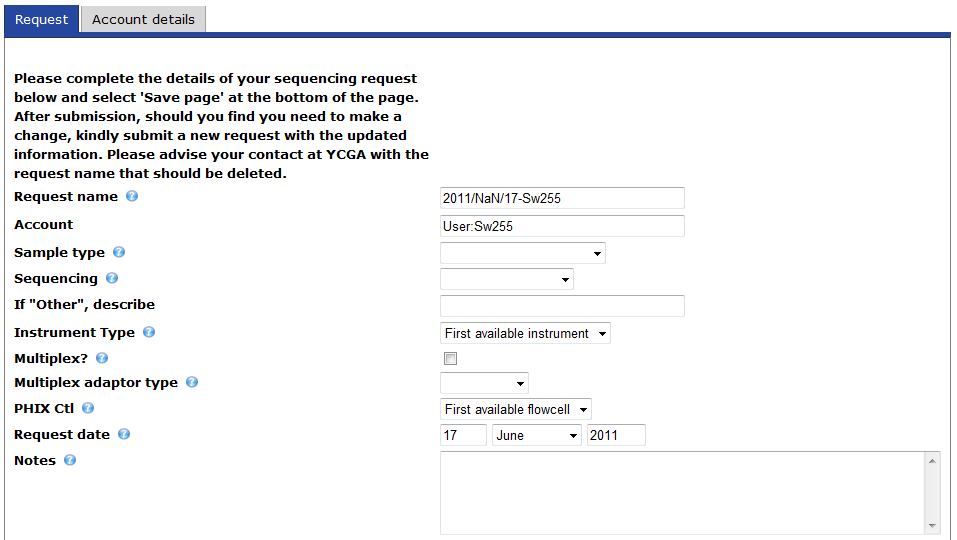 Request Account details
Please complete the details of your sequencing request
below and select 'Save page' at the bottom of the page.
After submission, should you find you need to make a
change, kindly submit a new request with the updated
information. Please advise your contact at YCGA with the
request name that should be deleted.
Request name ? 2011/NaN/17-Sw255
Account User:Sw255
Sample type ?
Sequencing ?
If "Other", describe
Instrument Type ? First available instrument
Multiplex? ?
Multiplex adaptor type ?
PHIX Ctl ? First available flowcell
Request date ? 17 June 2011
Notes ?